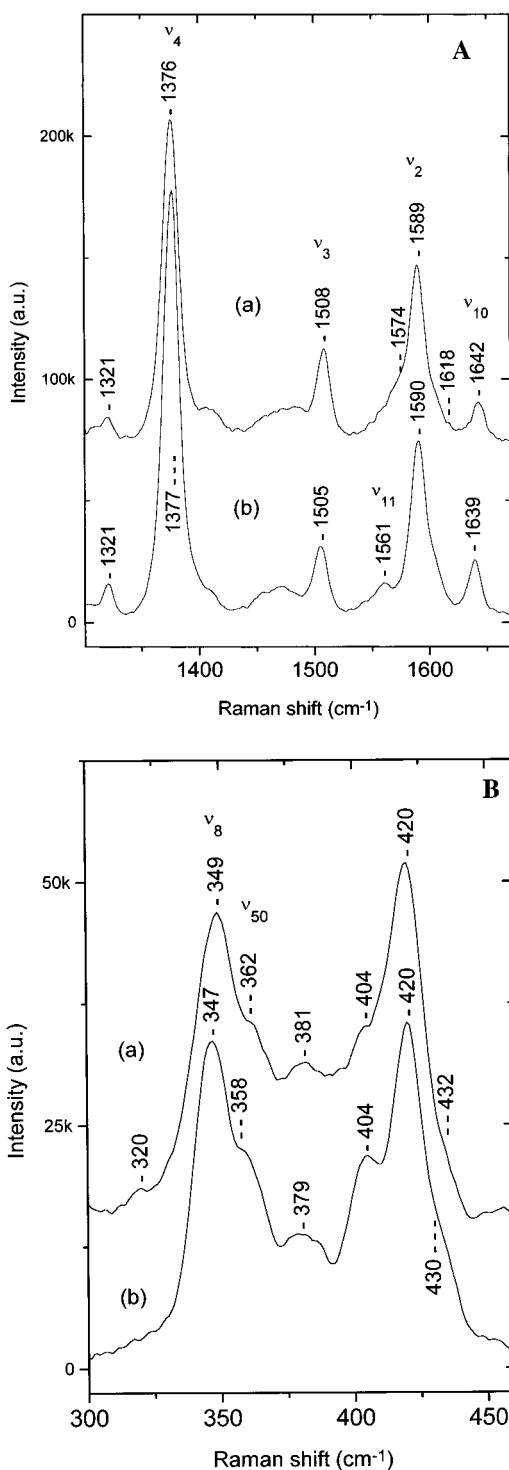 A
ν4
1376
200k
ν2
1589
ν3
1508
(a)
1574
ν10
1618
1642
Intensity (a.u.)
100k
1321
1590
1377
(b)
1505
ν11
1561
1639
1321
0
1400
1500
1600
Raman shift (cm-1)
B
ν8
349
420
50k
ν50
362
347
404
420
381
(a)
358
432
Intensity (a.u.)
25k
320
404
379
430
(b)
0
300
350
400
450
Raman shift (cm-1)